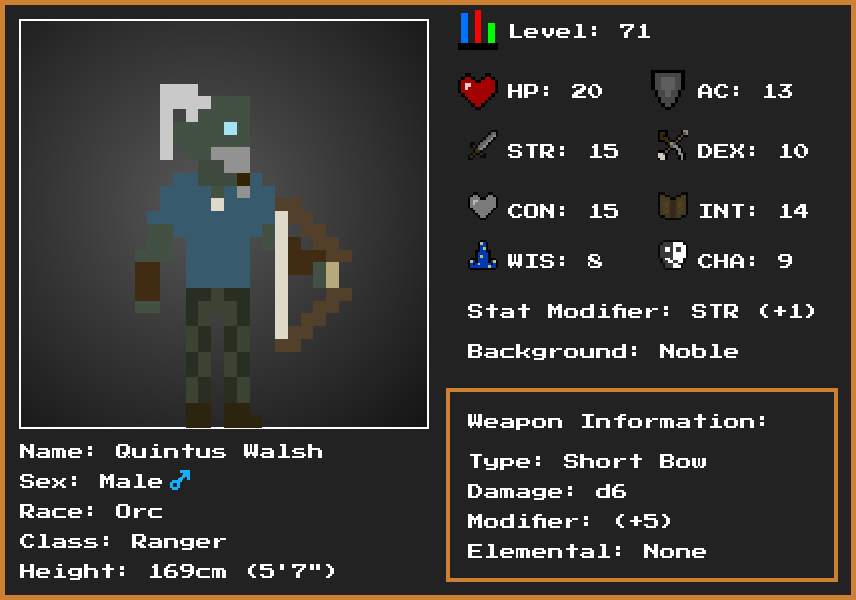 Level: 71
HP: 20
AC: 13
STR: 15
DEX: 10
CON: 15
INT: 14
WIS: 8
CHA: 9
Stat Modifier: STR (+1)
Background: Noble
Weapon Information:
Type: Short Bow
Damage: d6
Modifier: (+5)
Elemental: None
Name: Quintus Walsh
Sex: Male♂
Race: Orc
Class: Ranger
Height: 169cm (5'7")